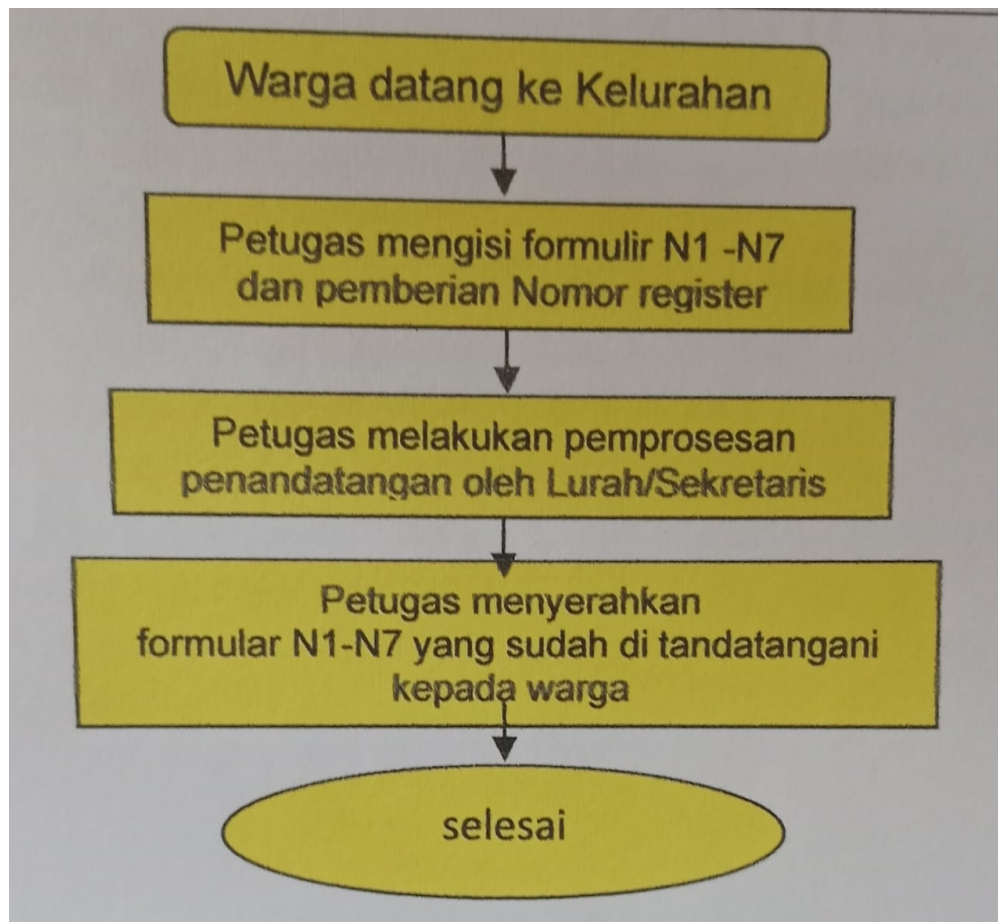 Warga datang ke Kelurahan
Petugas mengisi formulir N1 -N7
dan pemberian Nomor register
Petugas melakukan pemprosesan
penandatangan oleh Lurah/Sekretaris
Petugas menyerahkan
formular N1-N7 yang sudah di tandatangani
kepada warga
selesai